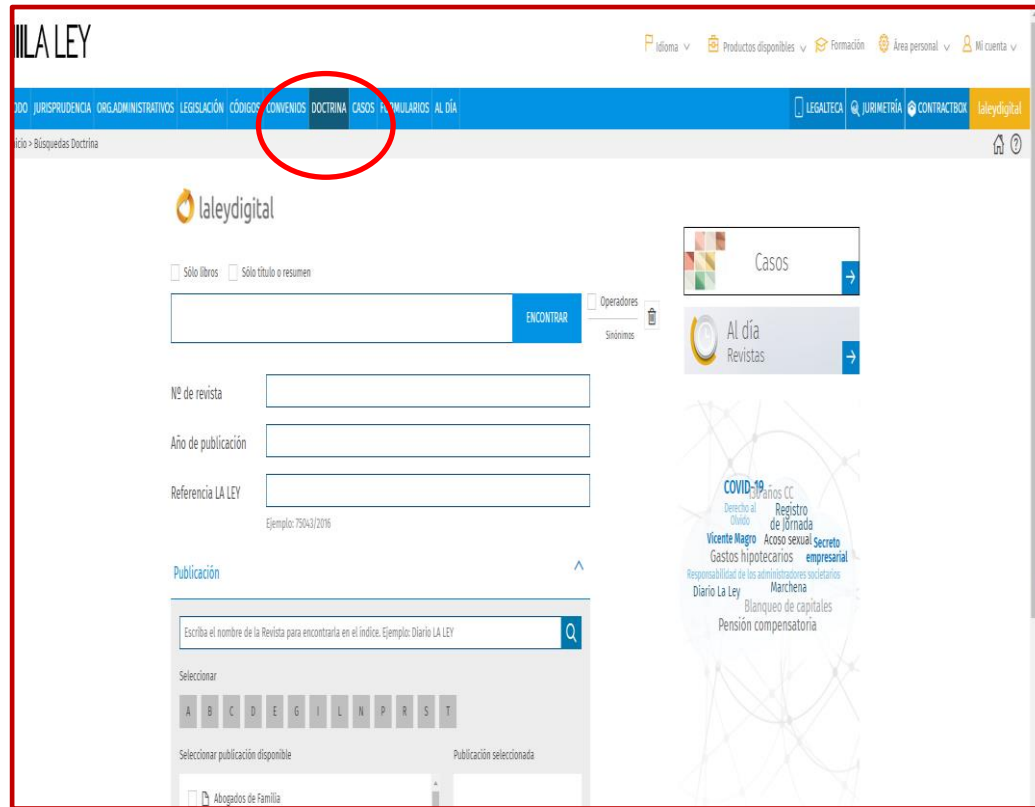 LA LEY
Idioma Productos disponibles Formación Área personal Mi cuenta
ODO JURISPRUDENCIA ORG.ADMINISTRATIVOS LEGISLACIÓN CÓDIGOS CONVENIOS DOCTRINA CASOS FORMULARIOS AL DÍA LEGALTECA JURIMETRÍA CONTRACTBOX laleydigital
nicio > Búsquedas Doctrina
laleydigital
Sólo libros Sólo título o resumen
ENCONTRAR
Operadores
Sinónimos
Nº de revista
Año de publicación
Referencia LA LEY
Ejemplo: 75043/2016
Publicación
Escriba el nombre de la Revista para encontrarla en el índice. Ejemplo: Diario LA LEY
Seleccionar
A B C D E G I L N P R S T
Seleccionar publicación disponible Publicación seleccionada
Abogados de Familia
Casos
Al día
Revistas
COVID-19 años CC
Derecho al
Olvido
Registro
de Jornada
Vicente Magro Acoso sexual Secreto
empresarial
Gastos hipotecarios
Responsabilidad de los administradores societarios
Diario La Ley Marchena
Blanqueo de capitales
Pensión compensatoria